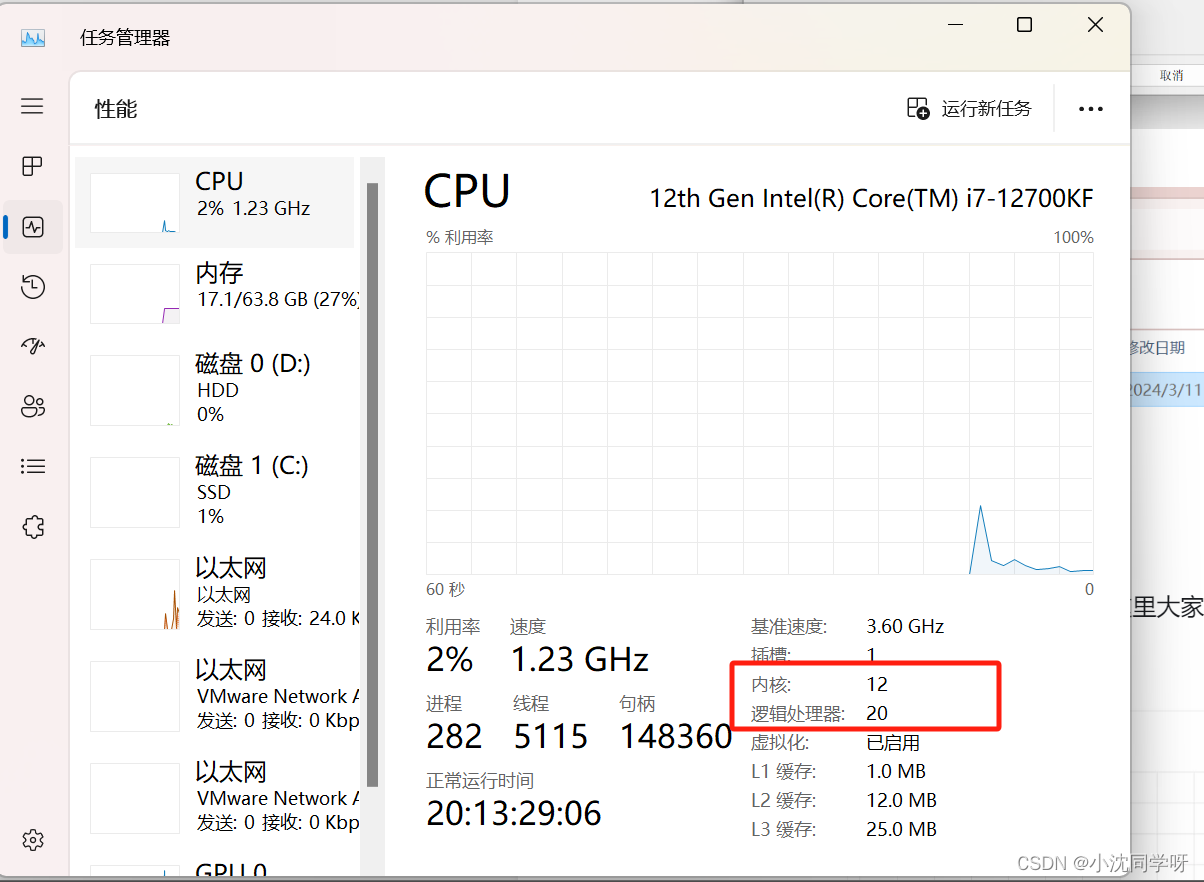 任务管理器
取消
性能
运行新任务
CPU
2% 1.23 GHz
内存
17.1/63.8 GB (27%)
磁盘 0 (D:)
HDD
0%
磁盘 1 (C:)
SSD
1%
以太网
以太网
发送: 0 接收: 24.0 K
以太网
VMware Network A
发送: 0 接收: 0 Kbp
以太网
VMware Network A
发送: 0 接收: 0 Kbp
GPU 0
CPU
12th Gen Intel(R) Core(TM) i7-12700KF
% 利用率
100%
60 秒
0
利用率
速度
2%
1.23 GHz
进程
线程
句柄
282
5115
148360
正常运行时间
20:13:29:06
基准速度:
3.60 GHz
插槽:
1
内核:
12
逻辑处理器:
20
虚拟化:
已启用
L1 缓存:
1.0 MB
L2 缓存:
12.0 MB
L3 缓存:
25.0 MB
修改日期
2024/3/11
里大家
CSDN @小沈同学呀